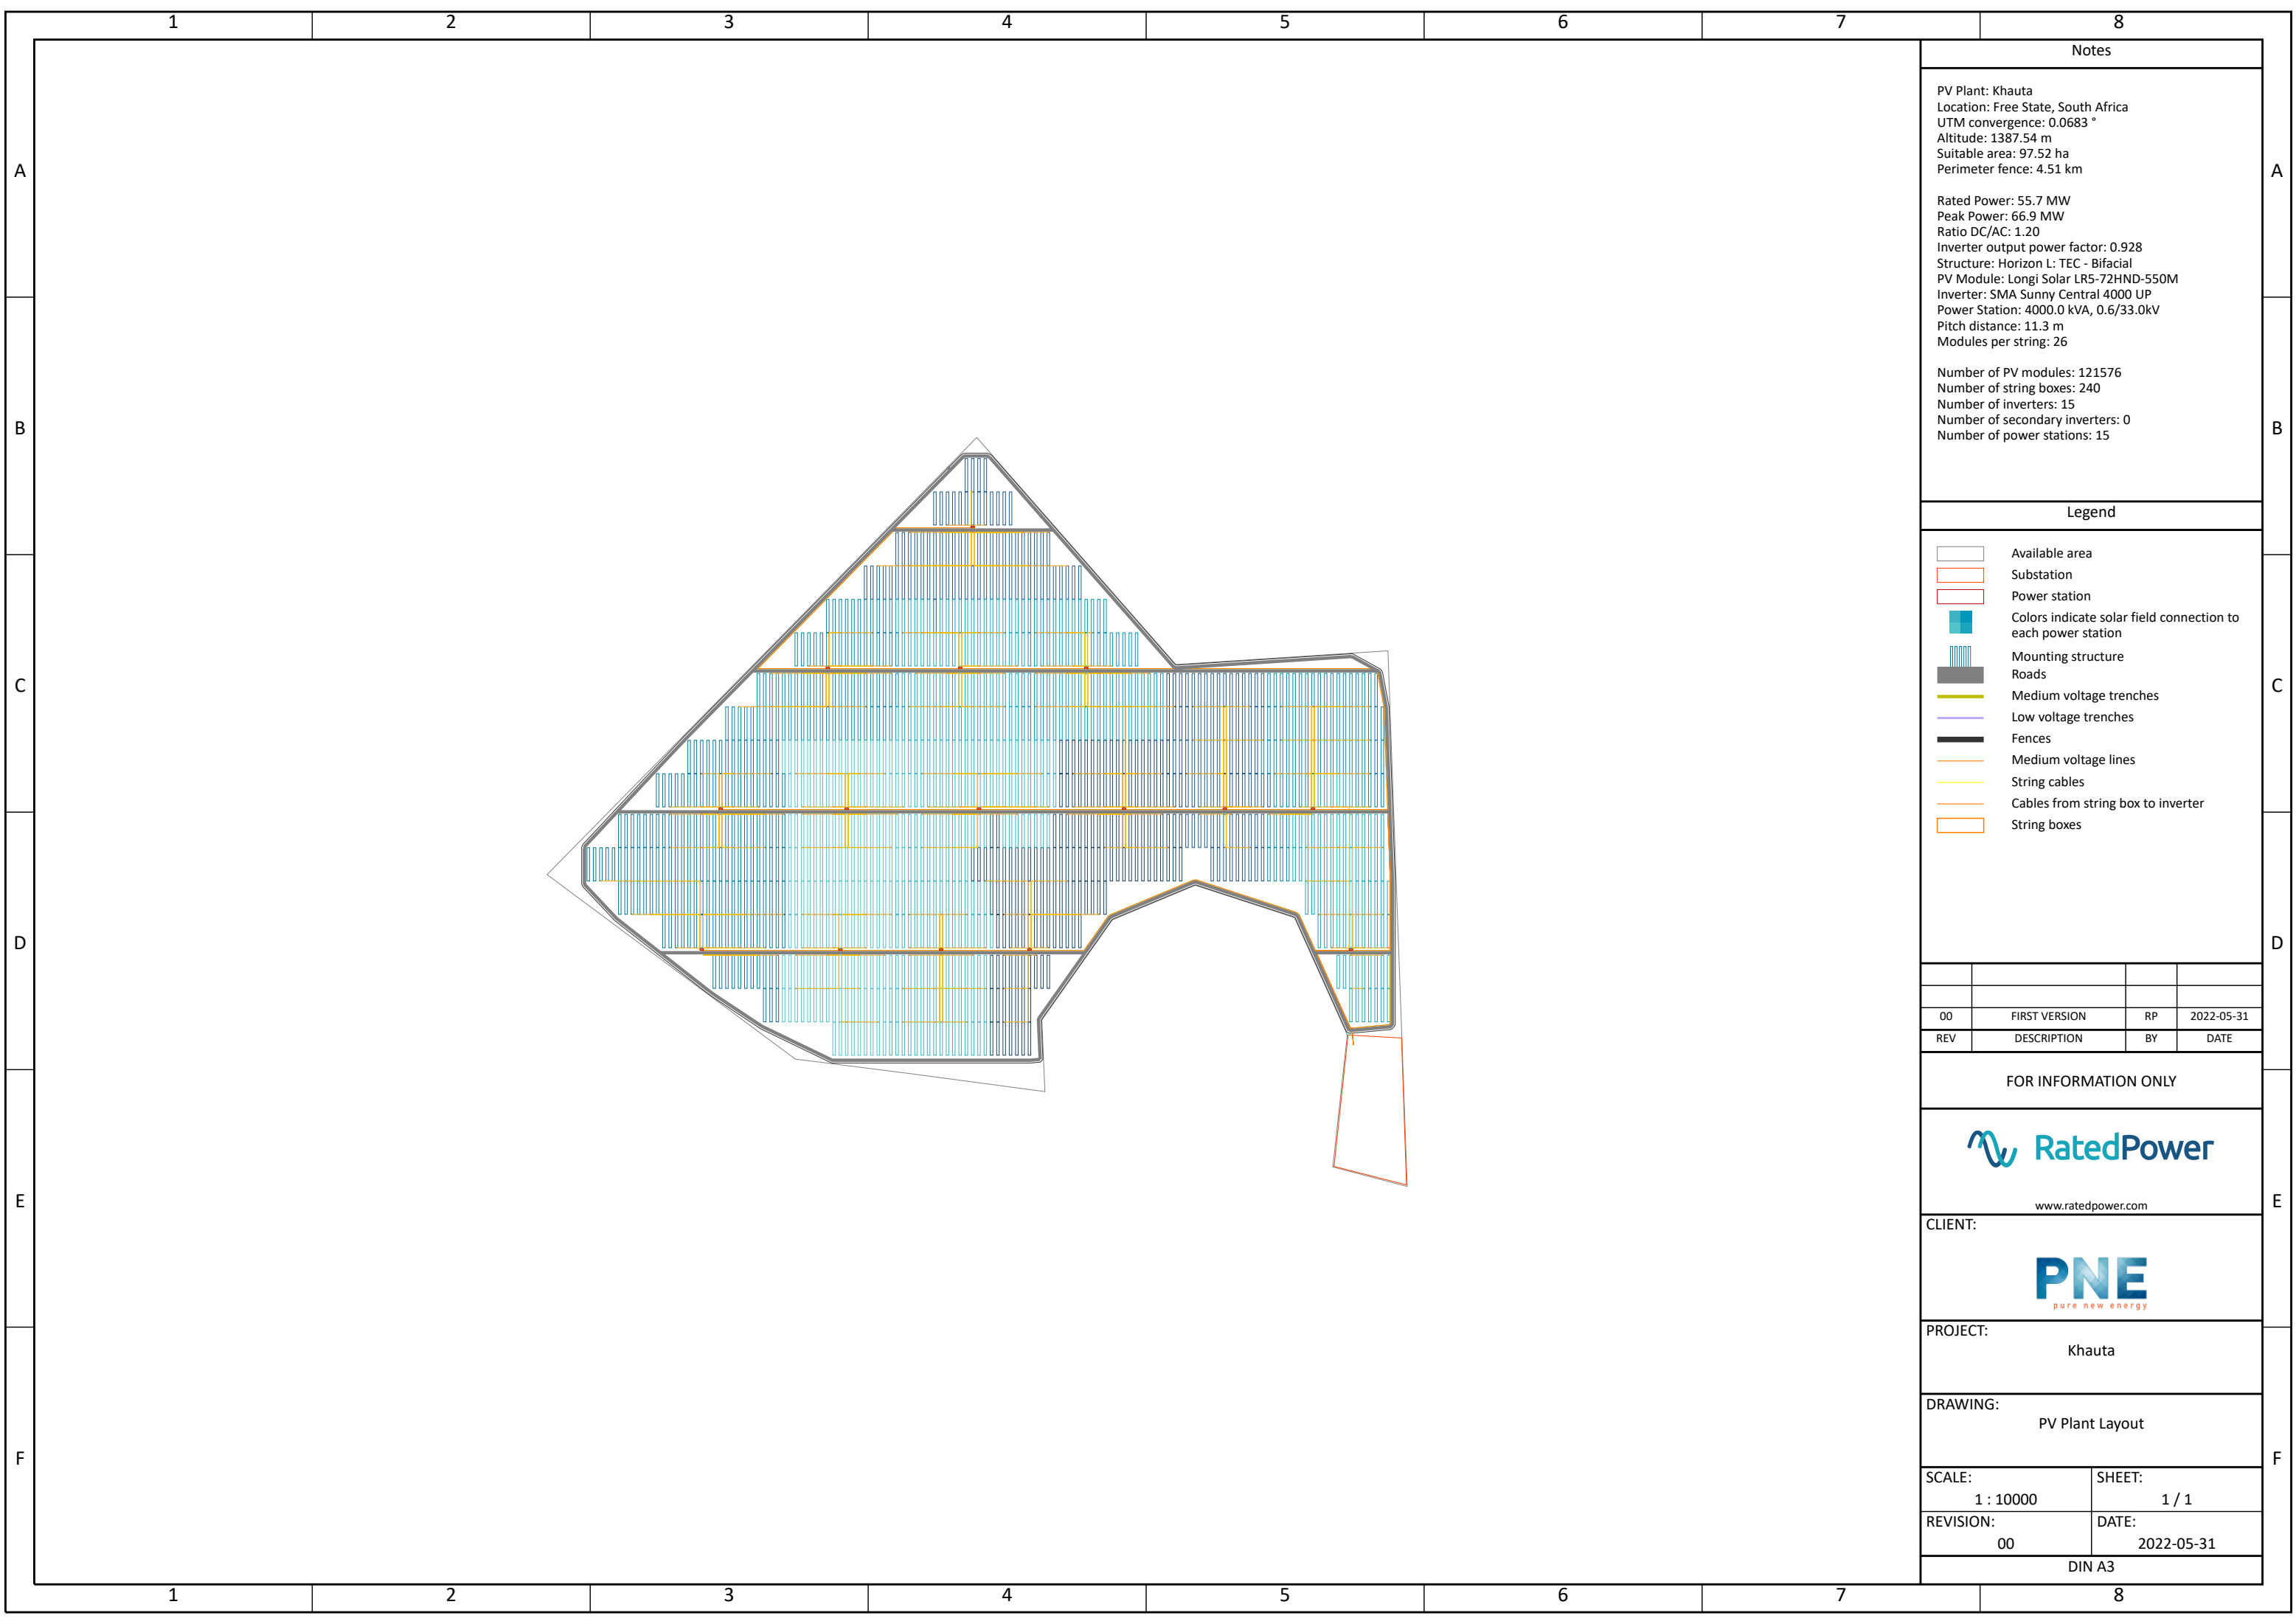 1 2 3 4 5 6 7 8
A A
B B
C C
D D
E E
F F
1 2 3 4 5 6 7 8
Notes
PV Plant: Khauta
Location: Free State, South Africa
UTM convergence: 0.0683 °
Altitude: 1387.54 m
Suitable area: 97.52 ha
Perimeter fence: 4.51 km
Rated Power: 55.7 MW
Peak Power: 66.9 MW
Ratio DC/AC: 1.20
Inverter output power factor: 0.928
Structure: Horizon L: TEC - Bifacial
PV Module: Longi Solar LR5-72HND-550M
Inverter: SMA Sunny Central 4000 UP
Power Station: 4000.0 kVA, 0.6/33.0kV
Pitch distance: 11.3 m
Modules per string: 26
Number of PV modules: 121576
Number of string boxes: 240
Number of inverters: 15
Number of secondary inverters: 0
Number of power stations: 15
Legend
Available area
Substation
Power station
Colors indicate solar field connection to
each power station
Mounting structure
Roads
Medium voltage trenches
Low voltage trenches
Fences
Medium voltage lines
String cables
Cables from string box to inverter
String boxes
00 FIRST VERSION RP 2022-05-31
REV DESCRIPTION BY DATE
FOR INFORMATION ONLY
RatedPower
www.ratedpower.com
CLIENT:
PNE
pure new energy
PROJECT:
Khauta
DRAWING:
PV Plant Layout
SCALE: SHEET:
1 : 10000 1 / 1
REVISION: DATE:
00 2022-05-31
DIN A3